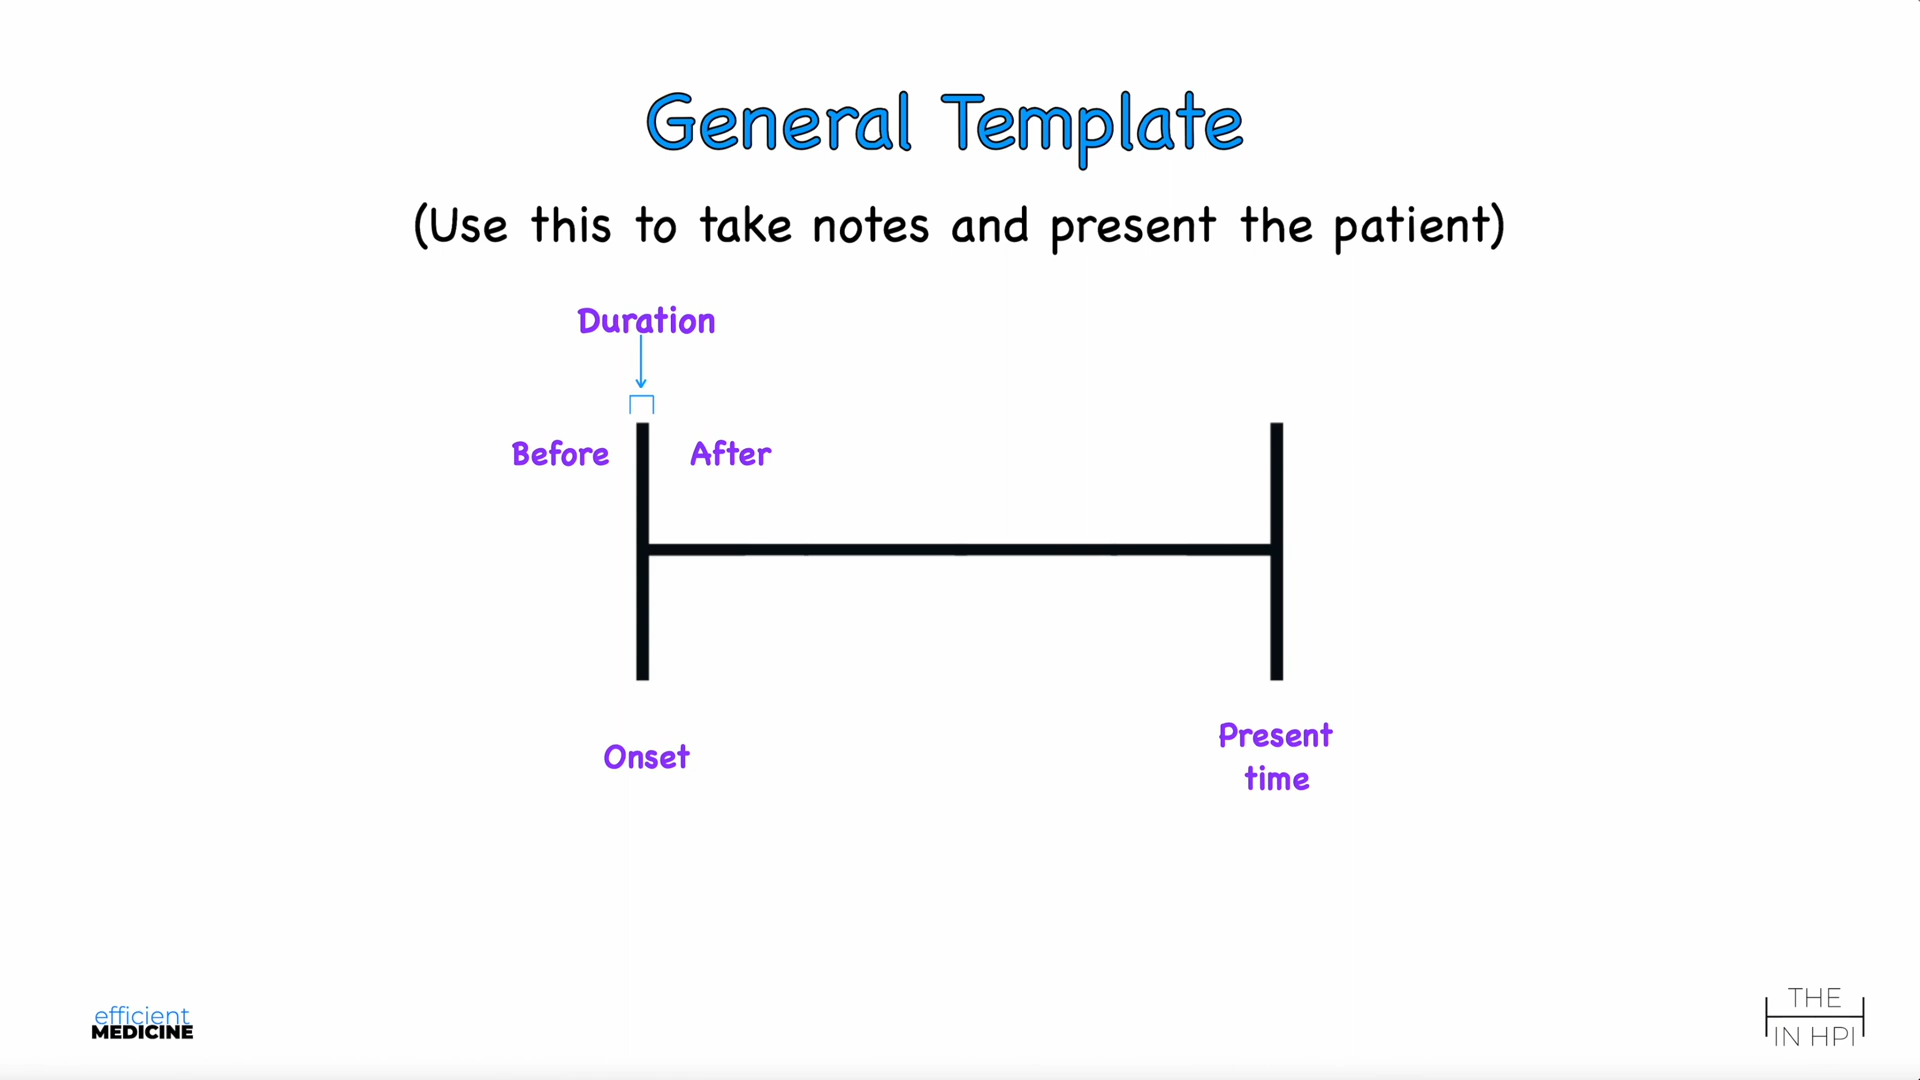 General Template
(Use this to take notes and present the patient)
Duration
Before
After
Onset
Present
time
efficient
MEDICINE
THE
IN HPI